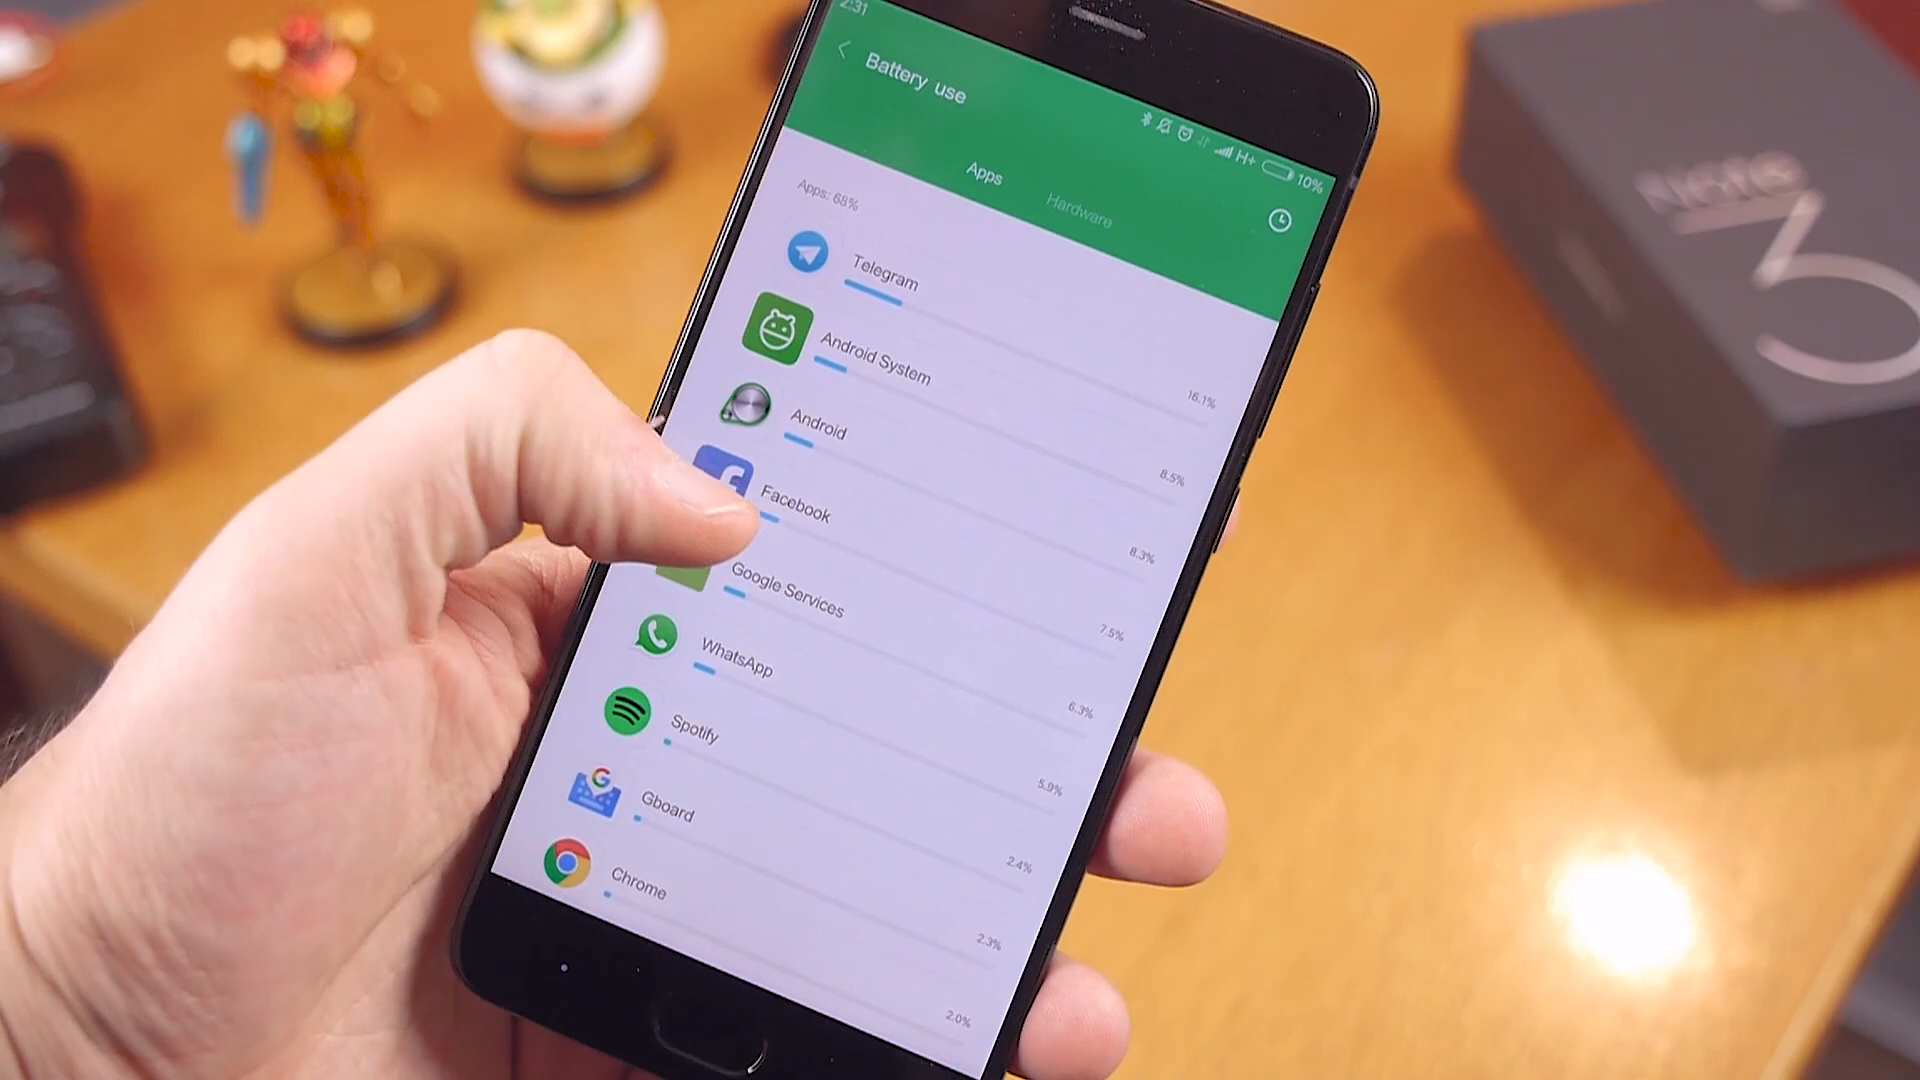 2:31
Battery use
H+ 10%
Apps
Hardware
Apps: 68%
Telegram
16.1%
Android System
8.5%
Android
8.3%
Facebook
7.5%
Google Services
6.3%
WhatsApp
5.9%
Spotify
2.4%
Gboard
2.3%
Chrome
2.0%
Note
3